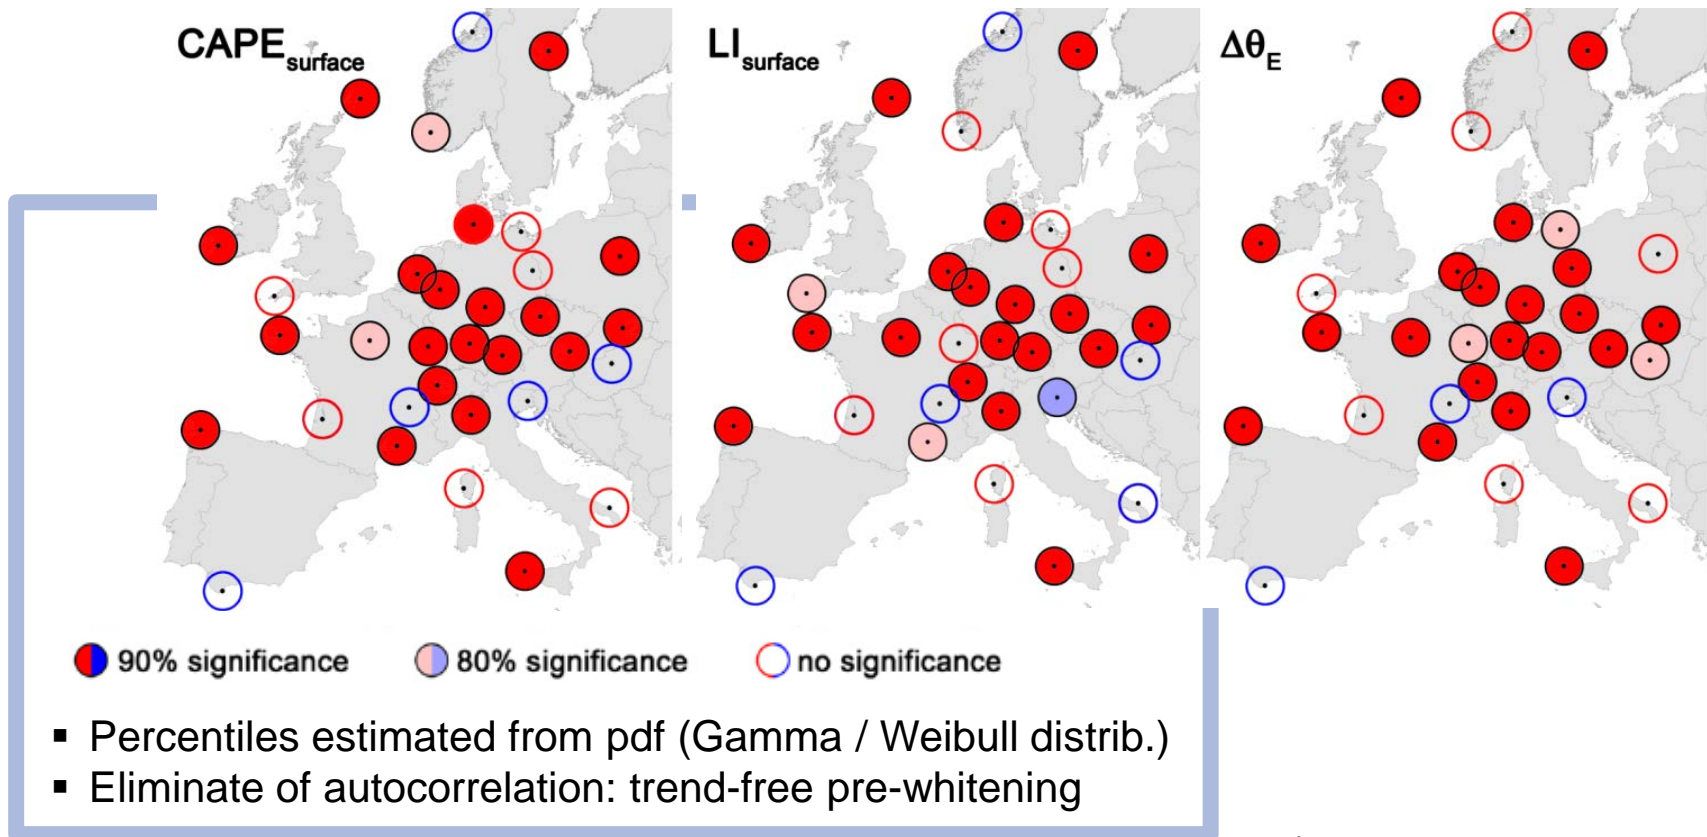 CAPEsurface
LIsurface
ΔθE
90% significance
80% significance
no significance
▪ Percentiles estimated from pdf (Gamma / Weibull distrib.)
▪ Eliminate of autocorrelation: trend-free pre-whitening